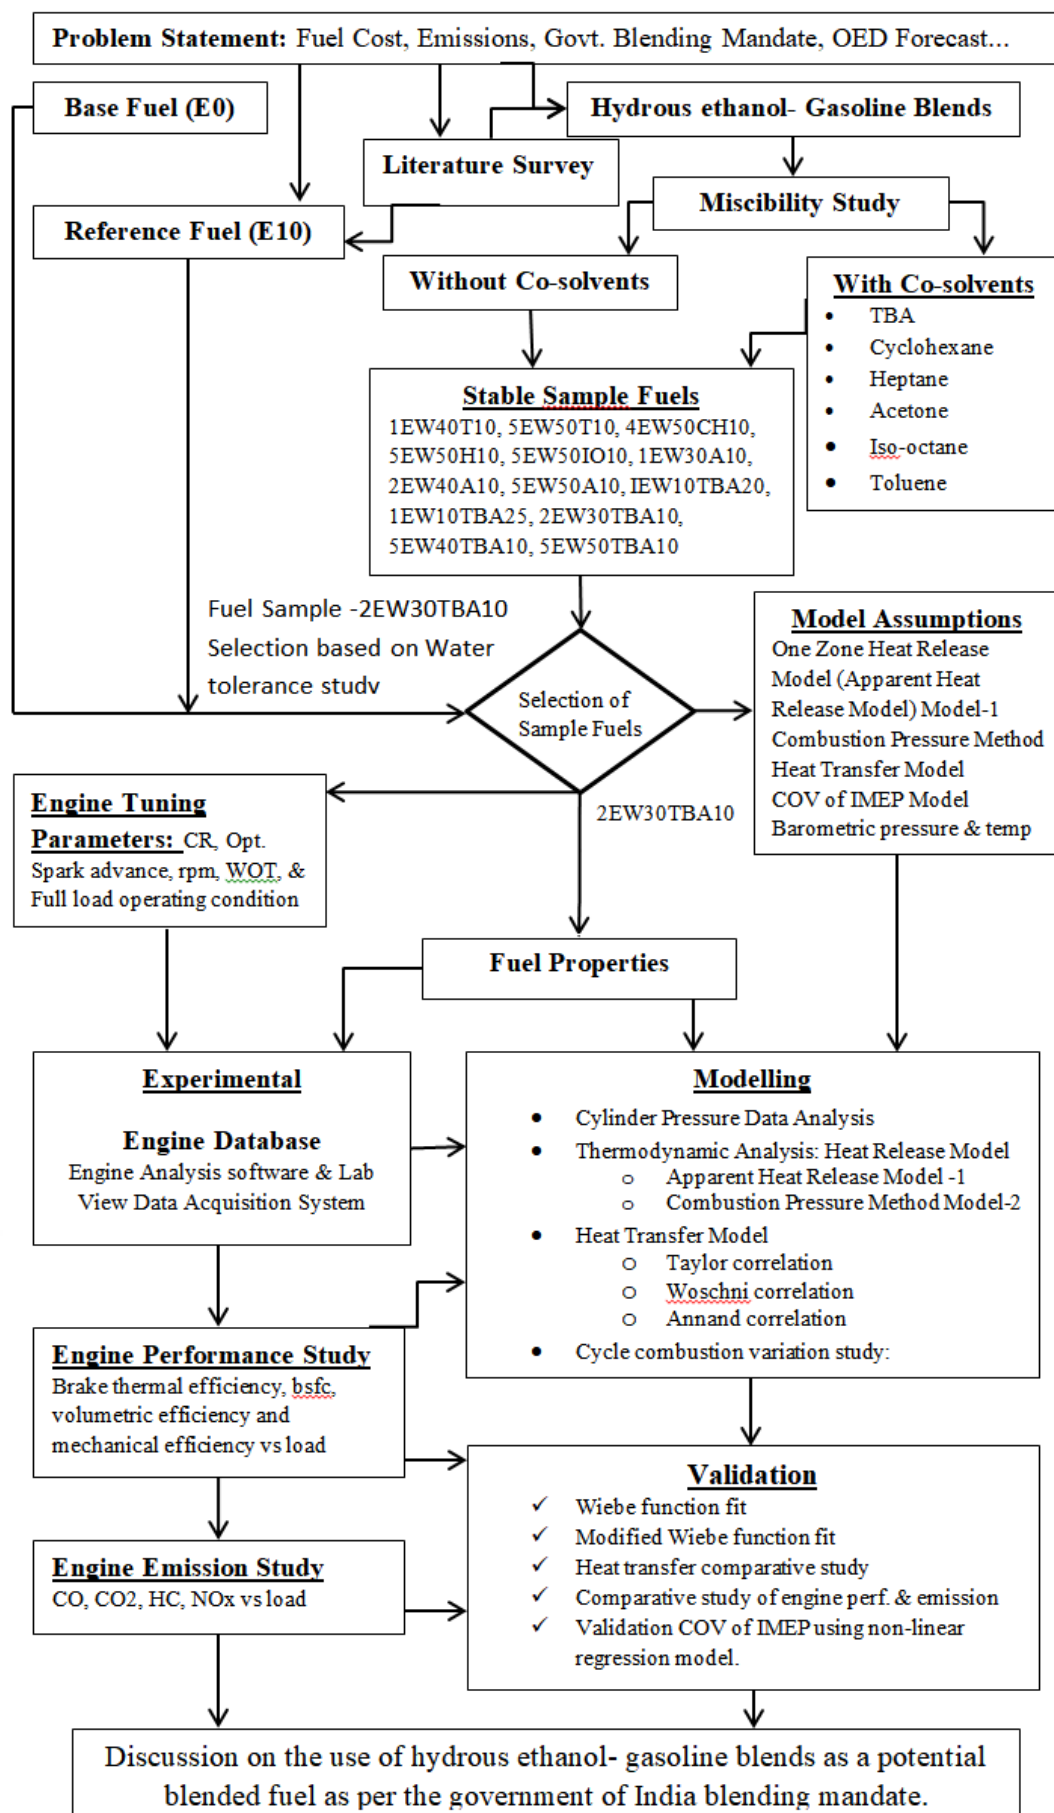 Problem Statement: Fuel Cost, Emissions, Govt. Blending Mandate, OED Forecast...
Base Fuel (E0)
Hydrous ethanol- Gasoline Blends
Literature Survey
Miscibility Study
Reference Fuel (E10)
Without Co-solvents
With Co-solvents
• TBA
• Cyclohexane
• Heptane
• Acetone
• Iso-octane
• Toluene
Stable Sample Fuels
1EW40T10, 5EW50T10, 4EW50CH10,
5EW50H10, 5EW50IO10, 1EW30A10,
2EW40A10, 5EW50A10, IEW10TBA20,
1EW10TBA25, 2EW30TBA10,
5EW40TBA10, 5EW50TBA10
Fuel Sample -2EW30TBA10
Selection based on Water
tolerance study
Selection of
Sample Fuels
Model Assumptions
One Zone Heat Release
Model (Apparent Heat
Release Model) Model-1
Combustion Pressure Method
Heat Transfer Model
COV of IMEP Model
Barometric pressure & temp
Engine Tuning
Parameters: CR, Opt.
Spark advance, rpm, WOT, &
Full load operating condition
2EW30TBA10
Fuel Properties
Experimental
Engine Database
Engine Analysis software & Lab
View Data Acquisition System
Modelling
• Cylinder Pressure Data Analysis
• Thermodynamic Analysis: Heat Release Model
o Apparent Heat Release Model -1
o Combustion Pressure Method Model-2
• Heat Transfer Model
o Taylor correlation
o Woschni correlation
o Annand correlation
• Cycle combustion variation study:
Engine Performance Study
Brake thermal efficiency, bsfc,
volumetric efficiency and
mechanical efficiency vs load
Validation
✓ Wiebe function fit
✓ Modified Wiebe function fit
✓ Heat transfer comparative study
✓ Comparative study of engine perf. & emission
✓ Validation COV of IMEP using non-linear
regression model.
Engine Emission Study
CO, CO2, HC, NOx vs load
Discussion on the use of hydrous ethanol- gasoline blends as a potential
blended fuel as per the government of India blending mandate.